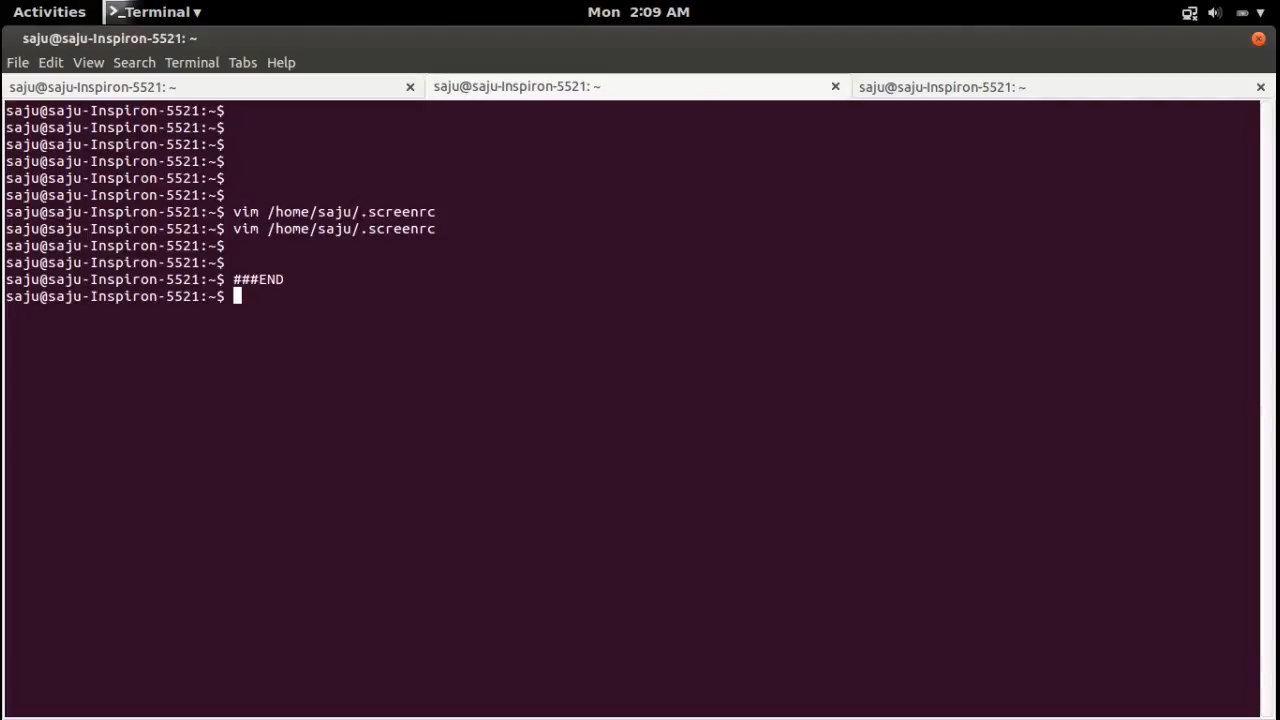 Activities >_Terminal ▾ Mon 2:09 AM
saju@saju-Inspiron-5521: ~
File Edit View Search Terminal Tabs Help
saju@saju-Inspiron-5521: ~ × saju@saju-Inspiron-5521: ~ × saju@saju-Inspiron-5521: ~ ×
saju@saju-Inspiron-5521:~$
saju@saju-Inspiron-5521:~$
saju@saju-Inspiron-5521:~$
saju@saju-Inspiron-5521:~$
saju@saju-Inspiron-5521:~$
saju@saju-Inspiron-5521:~$
saju@saju-Inspiron-5521:~$ vim /home/saju/.screenrc
saju@saju-Inspiron-5521:~$ vim /home/saju/.screenrc
saju@saju-Inspiron-5521:~$
saju@saju-Inspiron-5521:~$
saju@saju-Inspiron-5521:~$ ###END
saju@saju-Inspiron-5521:~$